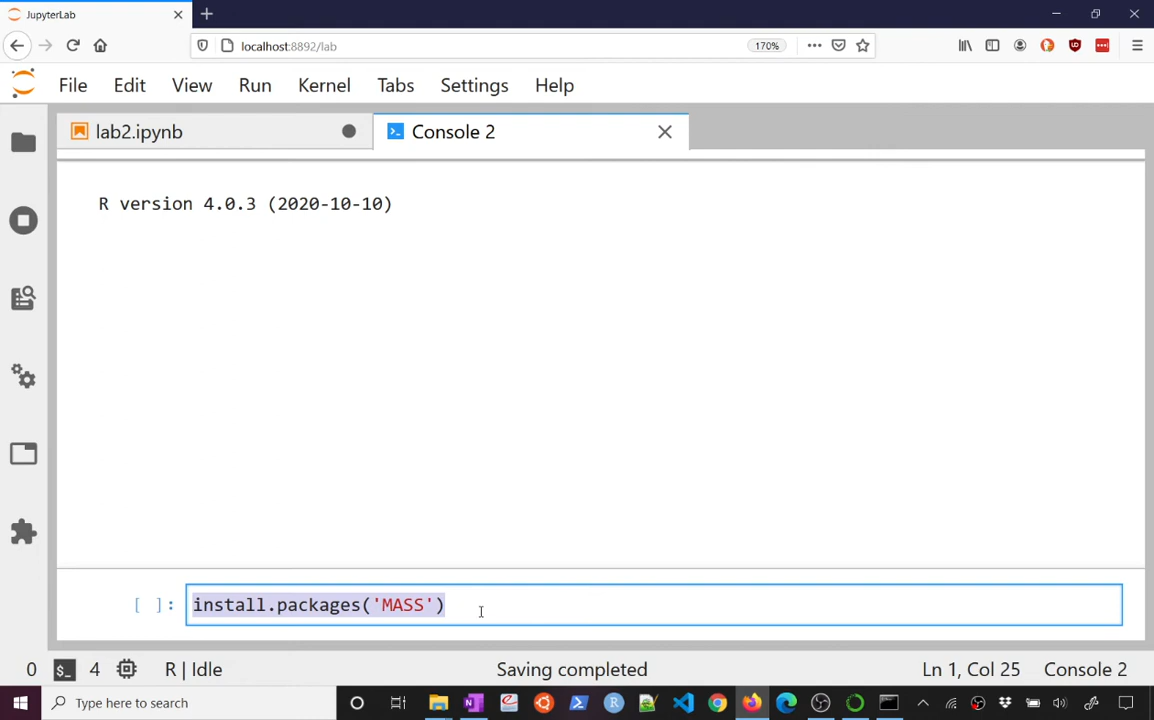 JupyterLab
localhost:8892/lab
170%
File Edit View Run Kernel Tabs Settings Help
lab2.ipynb
Console 2
R version 4.0.3 (2020-10-10)
[ ]: install.packages('MASS')
0 $_ 4 R | Idle Saving completed Ln 1, Col 25 Console 2
Type here to search